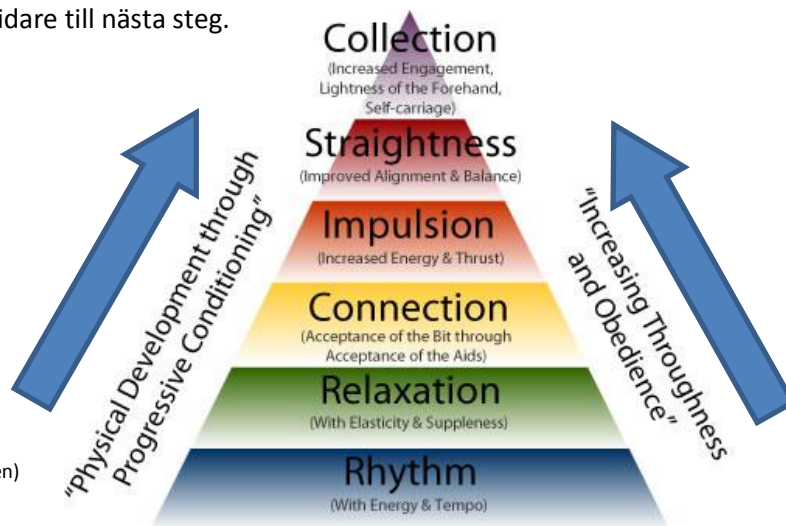 idare till nästa steg.
Collection
(Increased Engagement,
Lightness of the Forehand,
Self-carriage)
Straightness
(Improved Alignment & Balance)
Impulsion
(Increased Energy & Thrust)
Connection
(Acceptance of the Bit through
Acceptance of the Aids)
Relaxation
(With Elasticity & Suppleness)
Rhythm
(With Energy & Tempo)
"Physical Development through
Progressive Conditioning"
"Increasing Throughness
and Obedience"
en)